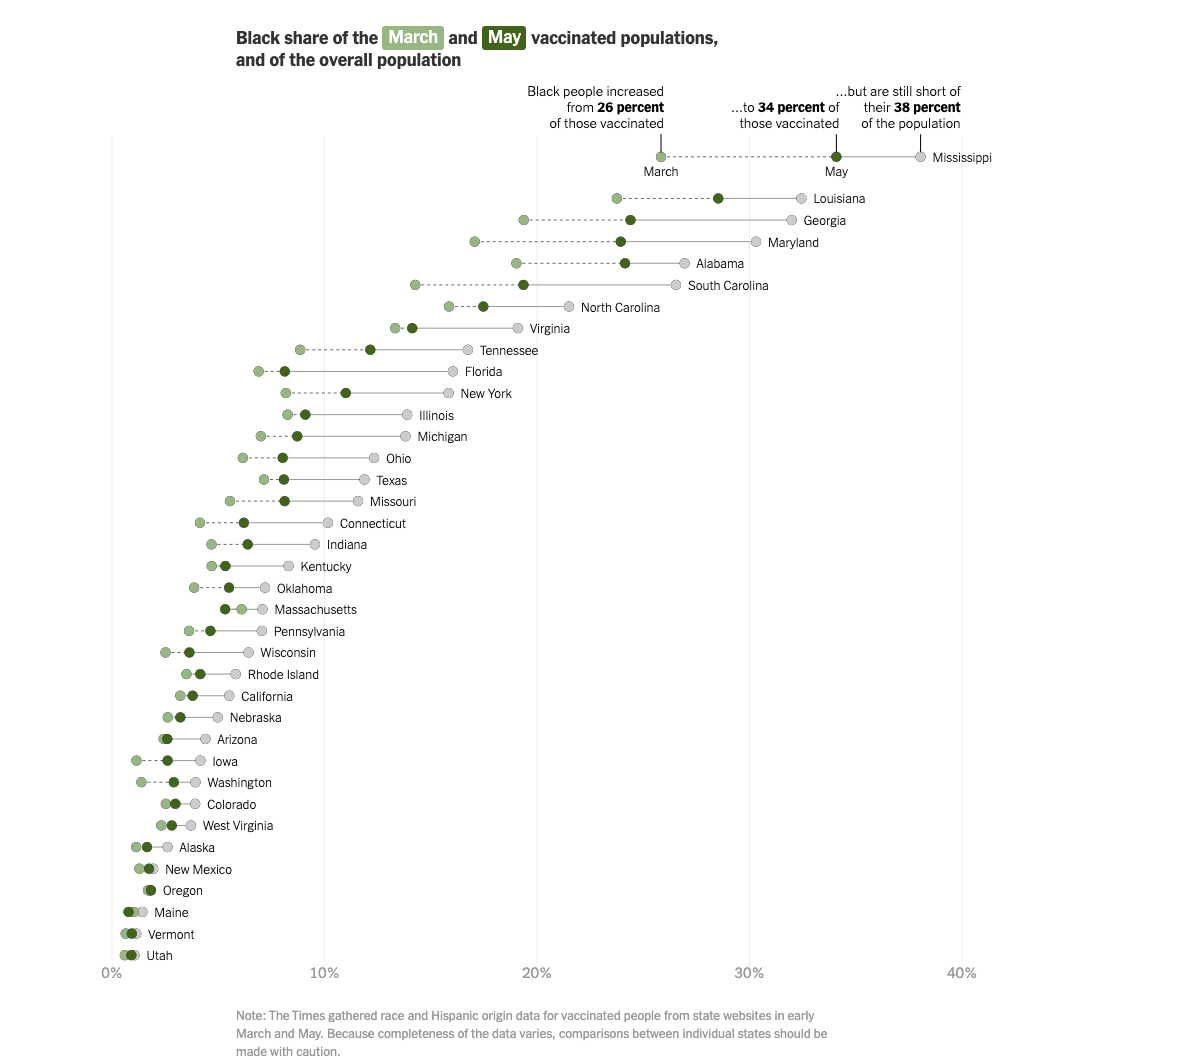 Black share of the March and May vaccinated populations,
and of the overall population
Black people increased
from 26 percent
of those vaccinated
...to 34 percent of
those vaccinated
...but are still short of
their 38 percent
of the population
Mississippi
March
May
Louisiana
Georgia
Maryland
Alabama
South Carolina
North Carolina
Virginia
Tennessee
Florida
New York
Illinois
Michigan
Ohio
Texas
Missouri
Connecticut
Indiana
Kentucky
Oklahoma
Massachusetts
Pennsylvania
Wisconsin
Rhode Island
California
Nebraska
Arizona
Iowa
Washington
Colorado
West Virginia
Alaska
New Mexico
Oregon
Maine
Vermont
Utah
0% 10% 20% 30% 40%
Note: The Times gathered race and Hispanic origin data for vaccinated people from state websites in early
March and May. Because completeness of the data varies, comparisons between individual states should be
made with caution.